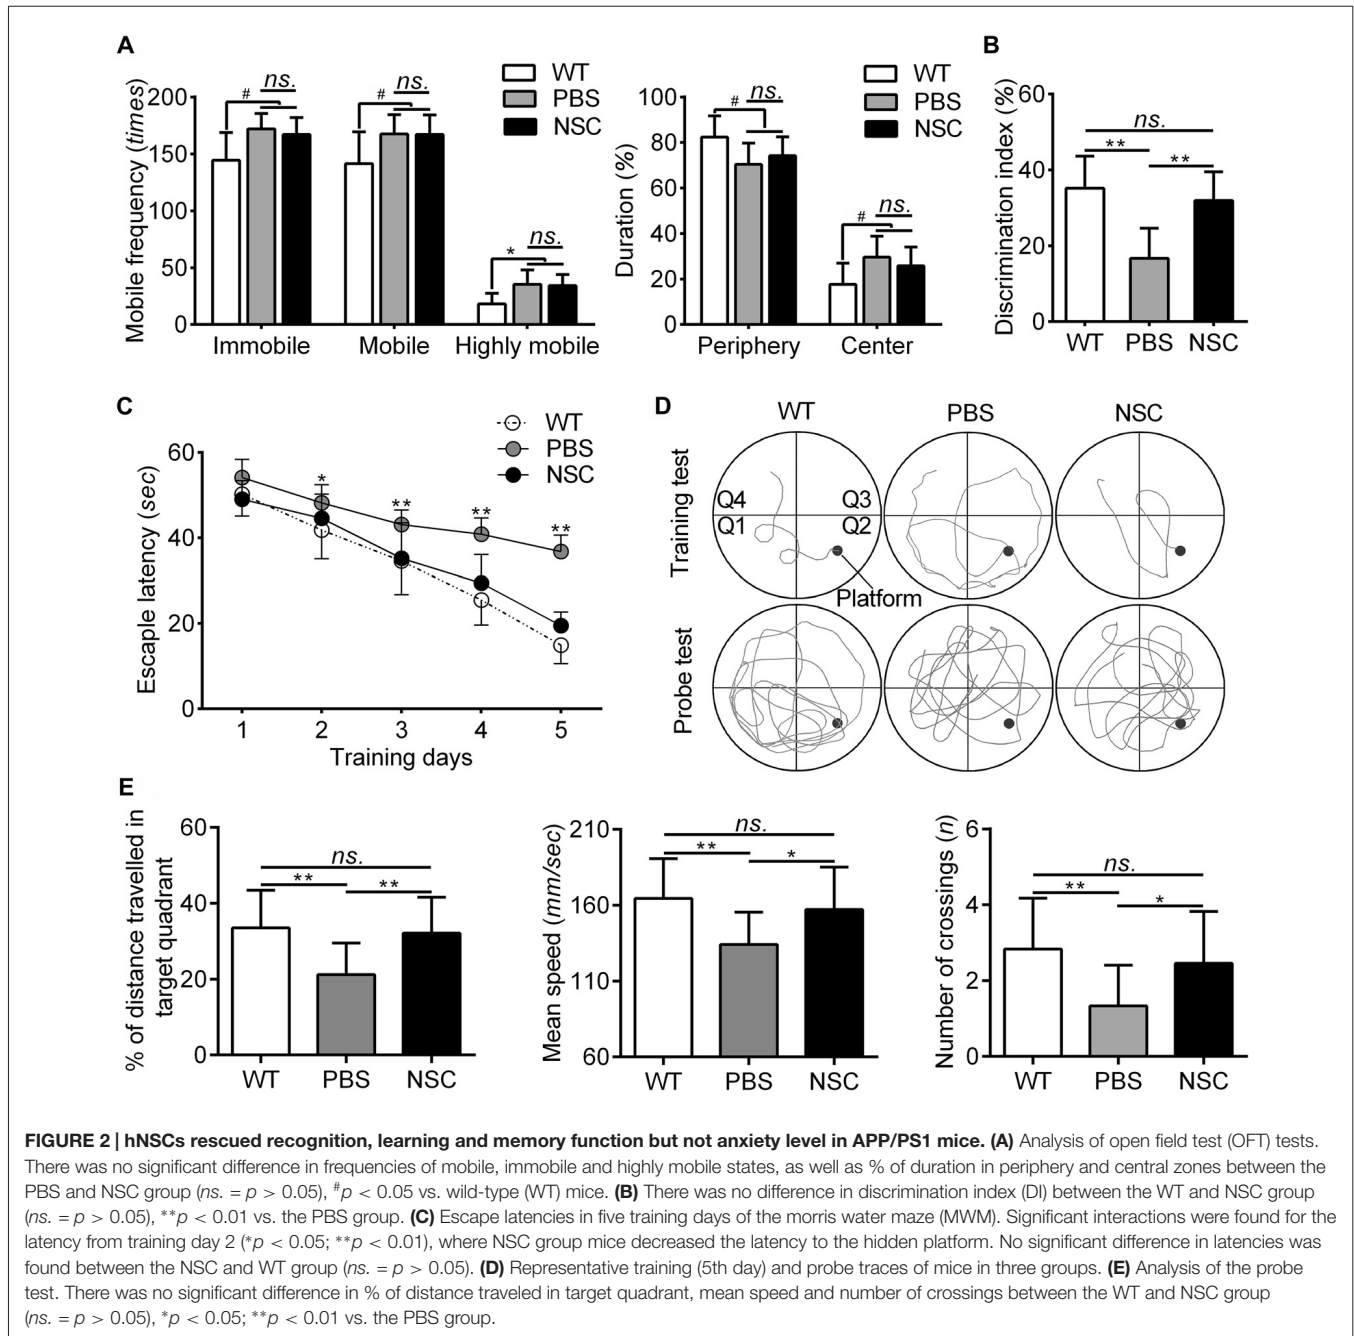 A
B
Mobile frequency (times)
200
150
100
50
0
# ns.
# ns.
* ns.
WT
PBS
NSC
Immobile Mobile Highly mobile
Duration (%)
100
80
60
40
20
0
# ns.
# ns.
WT
PBS
NSC
Periphery Center
Discrimination index (%)
60
40
20
0
ns.
** **
WT PBS NSC
C
Escaple latency (sec)
60
40
20
0
WT
PBS
NSC
* ** ** **
1 2 3 4 5
Training days
D
WT PBS NSC
Training test
Q4 Q3
Q1 Q2
Platform
Probe test
E
% of distance travelled in
target quadrant
60
40
20
0
ns.
** **
WT PBS NSC
Mean speed (mm/sec)
210
160
110
60
ns.
** *
WT PBS NSC
Number of crossings (n)
6
4
2
0
ns.
** *
WT PBS NSC
FIGURE 2 | hNSCs rescued recognition, learning and memory function but not anxiety level in APP/PS1 mice. (A) Analysis of open field test (OFT) tests.
There was no significant difference in frequencies of mobile, immobile and highly mobile states, as well as % of duration in periphery and central zones between the
PBS and NSC group (ns. = p > 0.05), #p < 0.05 vs. wild-type (WT) mice. (B) There was no difference in discrimination index (DI) between the WT and NSC group
(ns. = p > 0.05), **p < 0.01 vs. the PBS group. (C) Escape latencies in five training days of the morris water maze (MWM). Significant interactions were found for the
latency from training day 2 (*p < 0.05; **p < 0.01), where NSC group mice decreased the latency to the hidden platform. No significant difference in latencies was
found between the NSC and WT group (ns. = p > 0.05). (D) Representative training (5th day) and probe traces of mice in three groups. (E) Analysis of the probe
test. There was no significant difference in % of distance traveled in target quadrant, mean speed and number of crossings between the WT and NSC group
(ns. = p > 0.05), *p < 0.05; **p < 0.01 vs. the PBS group.